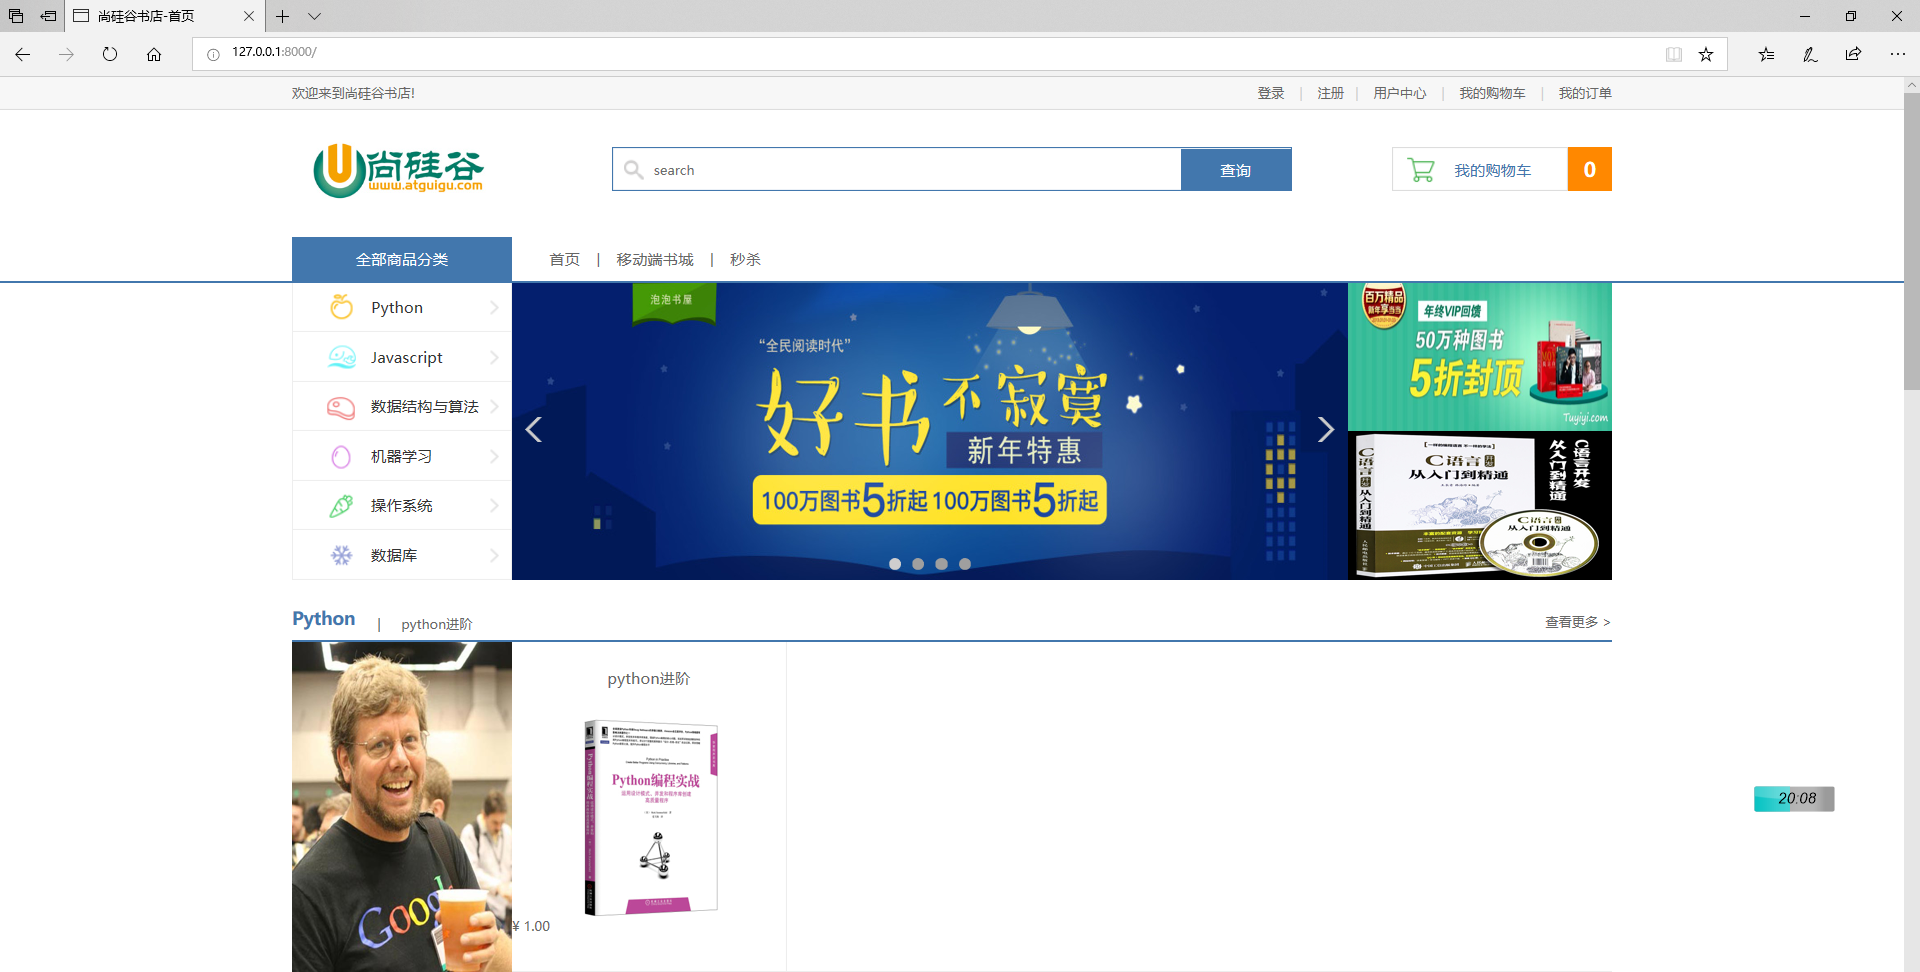 尚硅谷书店-首页
127.0.0.1:8000/
欢迎来到尚硅谷书店!
登录 | 注册 | 用户中心 | 我的购物车 | 我的订单
尚硅谷
www.atguigu.com
search
查询
我的购物车
0
全部商品分类
首页 | 移动端书城 | 秒杀
Python
Javascript
数据结构与算法
机器学习
操作系统
数据库
泡泡书屋
“全民阅读时代”
好书不寂寞
新年特惠
100万图书5折起100万图书5折起
百万精品
年终VIP回馈
50万种图书
5折封顶
Tuyiyi.com
C语言
从入门到精通
C语言开发
从入门到精通
C语言
从入门到精通
Python | python进阶
查看更多 >
python进阶
Python编程实战
Google
¥ 1.00
20:08